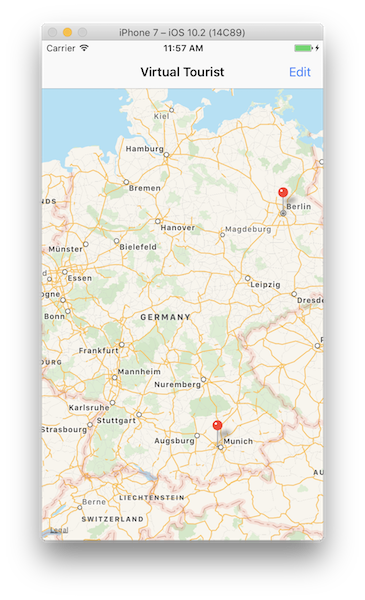 iPhone 7 – iOS 10.2 (14C89)
Carrier 11:57 AM
Virtual Tourist Edit
Kiel
Hamburg
Bremen
NDS
Berlin
Hanover
Magdeburg
Münster
Bielefeld
Essen
Leipzig
Dresde
Bonn
GERMANY
Frankfurt
OURG
Mannheim
Nuremberg
Karlsruhe
Stuttgart
Strasbourg
Augsburg
Munich
AU
Berne
LIECHTENSTEIN
SWITZERLAND
Legal